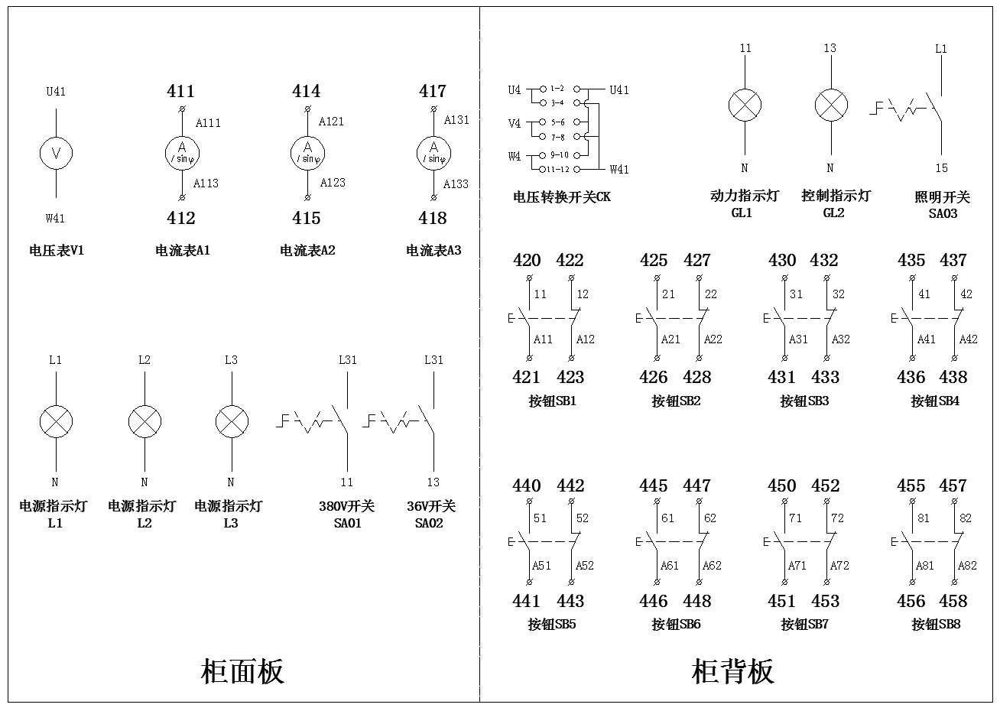 U41
V
W41
电压表V1
411
A111
A
/sinφ
A113
412
电流表A1
414
A121
A
/sinφ
A123
415
电流表A2
417
A131
A
/sinφ
A133
418
电流表A3
L1
N
电源指示灯
L1
L2
N
电源指示灯
L2
L3
N
电源指示灯
L3
L31
11
380V开关
SA01
L31
13
36V开关
SA02
柜面板
U4 1-2 U41
3-4
V4 5-6
7-8
W4 9-10
11-12 W41
电压转换开关CK
11
N
动力指示灯
GL1
13
N
控制指示灯
GL2
L1
15
照明开关
SA03
420 422
11 12
A11 A12
421 423
按钮SB1
425 427
21 22
A21 A22
426 428
按钮SB2
430 432
31 32
A31 A32
431 433
按钮SB3
435 437
41 42
A41 A42
436 438
按钮SB4
440 442
51 52
A51 A52
441 443
按钮SB5
445 447
61 62
A61 A62
446 448
按钮SB6
450 452
71 72
A71 A72
451 453
按钮SB7
455 457
81 82
A81 A82
456 458
按钮SB8
柜背板